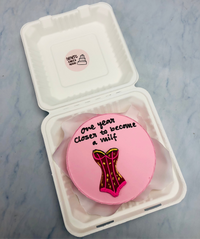 one year
closer to become
a milf